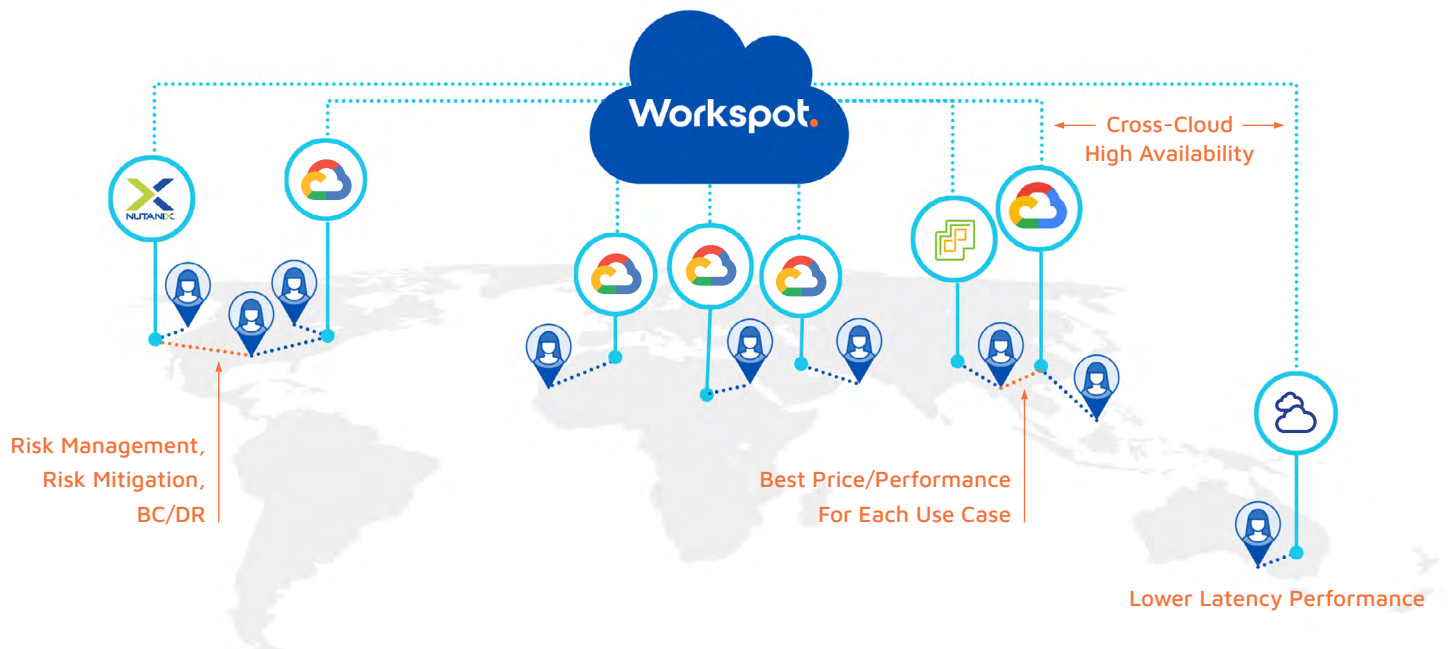 Workspot.
Cross-Cloud
High Availability
NUTANIX
Risk Management,
Risk Mitigation,
BC/DR
Best Price/Performance
For Each Use Case
Lower Latency Performance